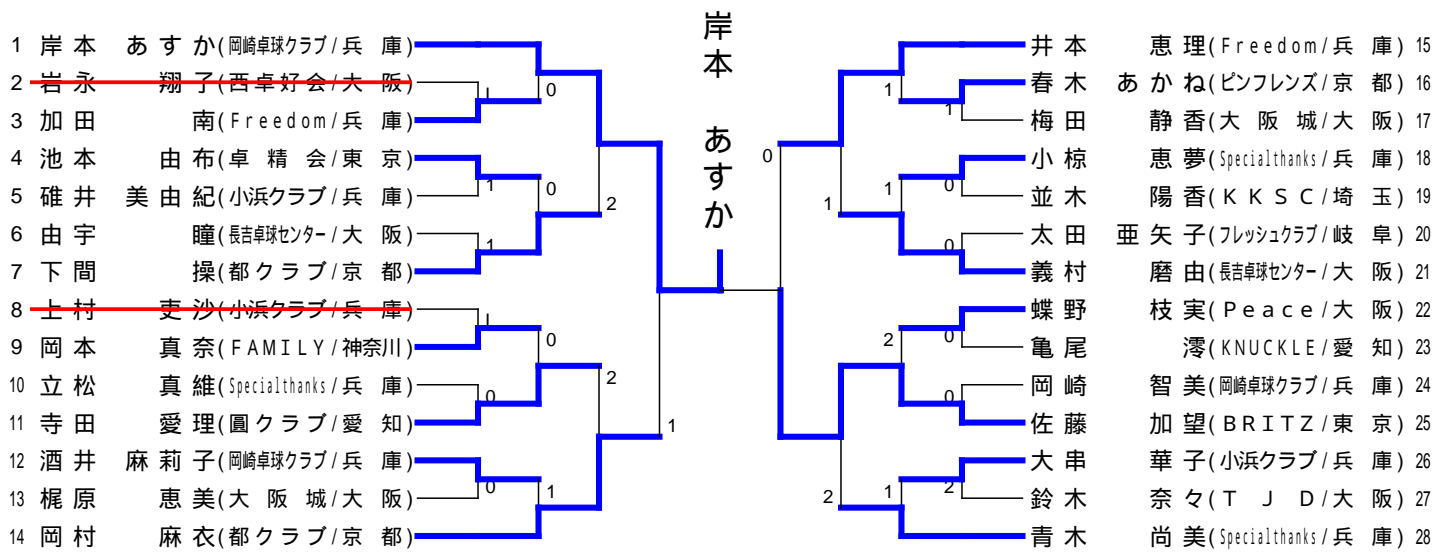 岸本 あすか
1 岸本 あすか(岡崎卓球クラブ/兵 庫)
2 岩永 翔子(西卓好会/大 阪)
3 加田 南(Freedom/兵 庫)
4 池本 由布(卓 精 会/東 京)
5 碓井 美由紀(小浜クラブ/兵 庫)
6 由宇 瞳(長吉卓球センター/大 阪)
7 下間 操(都クラブ/京 都)
8 上村 吏沙(小浜クラブ/兵 庫)
9 岡本 真奈(FAMILY/神奈川)
10 立松 真維(Specialthanks/兵 庫)
11 寺田 愛理(圓クラブ/愛 知)
12 酒井 麻莉子(岡崎卓球クラブ/兵 庫)
13 梶原 恵美(大 阪 城/大 阪)
14 岡村 麻衣(都クラブ/京 都)
L
0
1
0
1
2
L
0
0
2
0
1
1
井本 恵理(Freedom/兵 庫) 15
春木 あかね(ピンフレンズ/京 都) 16
梅田 静香(大 阪 城/大 阪) 17
小椋 恵夢(Specialthanks/兵 庫) 18
並木 陽香(KKSC/埼 玉) 19
太田 亜矢子(フレッシュクラブ/岐 阜) 20
義村 磨由(長吉卓球センター/大 阪) 21
蝶野 枝実(Peace/大 阪) 22
亀尾 澪(KNUCKLE/愛 知) 23
岡崎 智美(岡崎卓球クラブ/兵 庫) 24
佐藤 加望(BRITZ/東 京) 25
大串 華子(小浜クラブ/兵 庫) 26
鈴木 奈々(T J D/大 阪) 27
青木 尚美(Specialthanks/兵 庫) 28
1
1
0
1
0
1
0
2
0
0
1
2
2